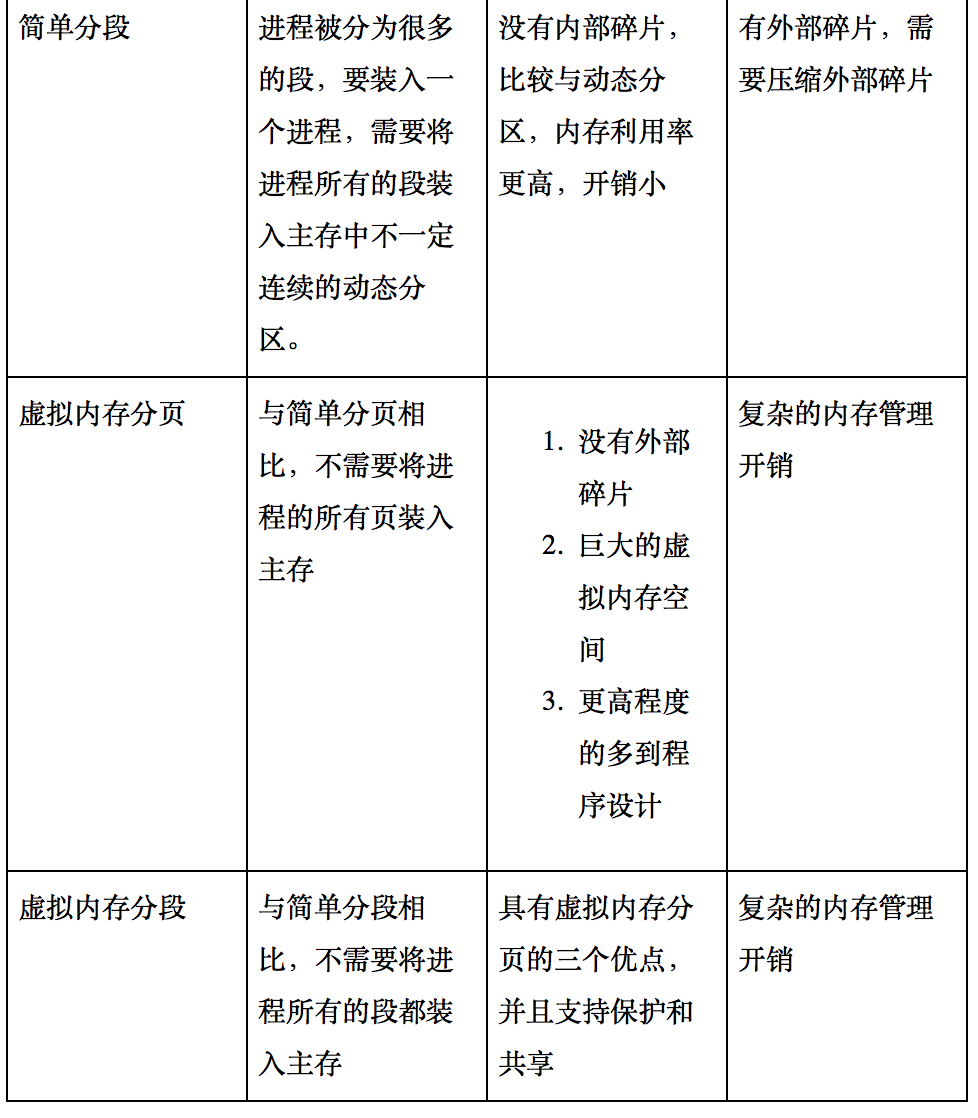 简单分段
进程被分为很多
的段，要装入一
个进程，需要将
进程所有的段装
入主存中不一定
连续的动态分
区。
没有内部碎片，
比较与动态分
区，内存利用率
更高，开销小
有外部碎片，需
要压缩外部碎片
虚拟内存分页
与简单分页相
比，不需要将进
程的所有页装入
主存
1. 没有外部
碎片
2. 巨大的虚
拟内存空
间
3. 更高程度
的多到程
序设计
复杂的内存管理
开销
虚拟内存分段
与简单分段相
比，不需要将进
程所有的段都装
入主存
具有虚拟内存分
页的三个优点，
并且支持保护和
共享
复杂的内存管理
开销